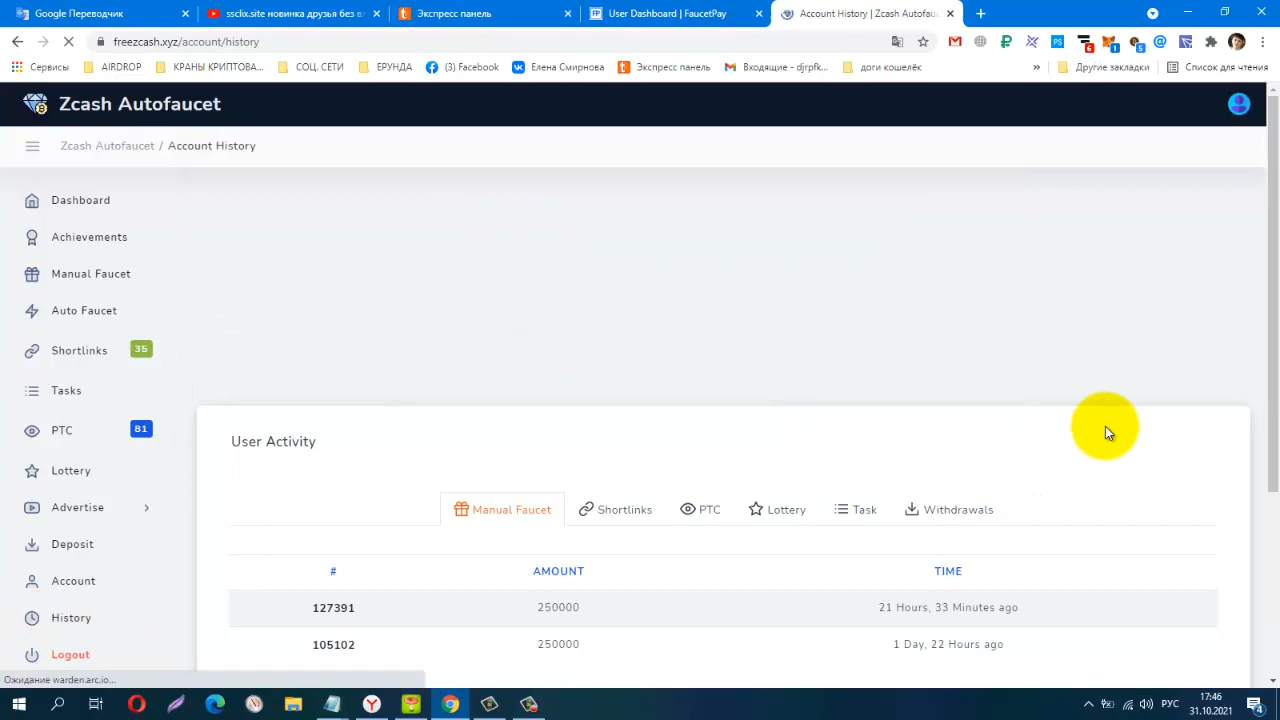 Google Переводчик
ssclix.site новинка друзья без вл
Экспресс панель
User Dashboard | FaucetPay
Account History | Zcash Autofauc
freezcash.xyz/account/history
Сервисы
AIRDROP
КРАНЫ КРИПТОВА...
СОЦ. СЕТИ
ЕРУНДА
(3) Facebook
Елена Смирнова
Экспресс панель
Входящие - djrpfk...
доги кошелёк
Другие закладки
Список для чтения
Zcash Autofaucet
Zcash Autofaucet / Account History
Dashboard
Achievements
Manual Faucet
Auto Faucet
Shortlinks 35
Tasks
PTC 81
Lottery
Advertise
Deposit
Account
History
Logout
User Activity
Manual Faucet
Shortlinks
PTC
Lottery
Task
Withdrawals
# AMOUNT TIME
127391 250000 21 Hours, 33 Minutes ago
105102 250000 1 Day, 22 Hours ago
Ожидание warden.arc.io...
РУС
17:46
31.10.2021